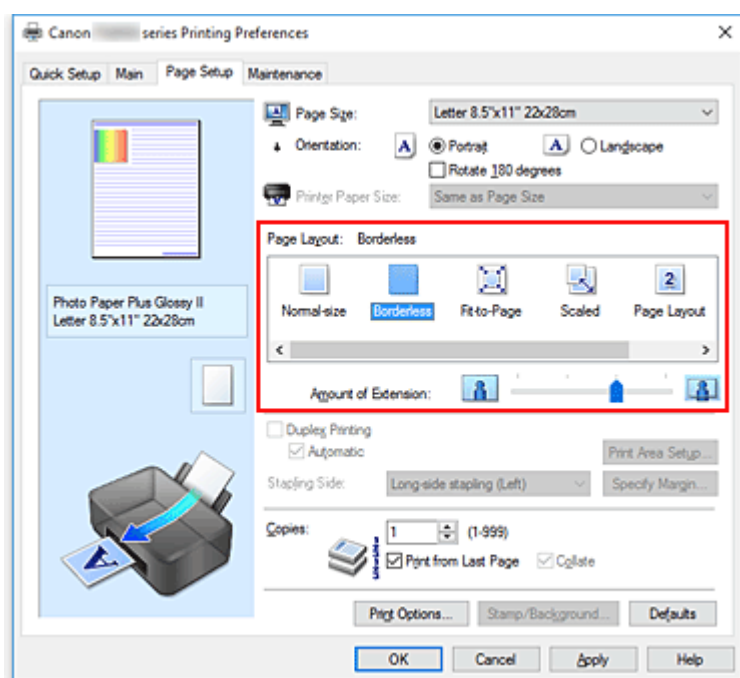 Canon series Printing Preferences
Quick Setup Main Page Setup Maintenance
Page Size: Letter 8.5"x11" 22x28cm
Orientation: A Portrait A Landscape
Rotate 180 degrees
Printer Paper Size: Same as Page Size
Page Layout: Borderless
2
Normal-size Borderless Fit-to-Page Scaled Page Layout
Photo Paper Plus Glossy II
Letter 8.5"x11" 22x28cm
Amount of Extension:
Duplex Printing
Automatic Print Area Setup...
Stapling Side: Long-side stapling (Left) Specify Margin...
Copies: 1 (1-999)
Print from Last Page Collate
A
Print Options... Stamp/Background... Defaults
OK Cancel Apply Help